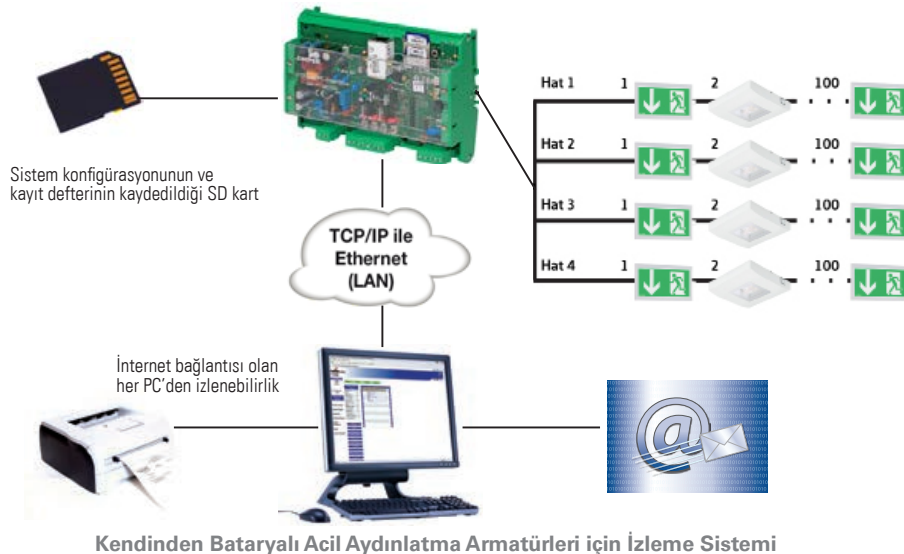 Hat 1 1 2 100
Hat 2 1 2 100
Hat 3 1 2 100
Hat 4 1 2 100
Sistem konfigürasyonunun ve
kayıt defterinin kaydedildiği SD kart
TCP/IP ile
Ethernet
(LAN)
İnternet bağlantısı olan
her PC'den izlenebilirlik
Kendinden Bataryalı Acil Aydınlatma Armatürleri için İzleme Sistemi